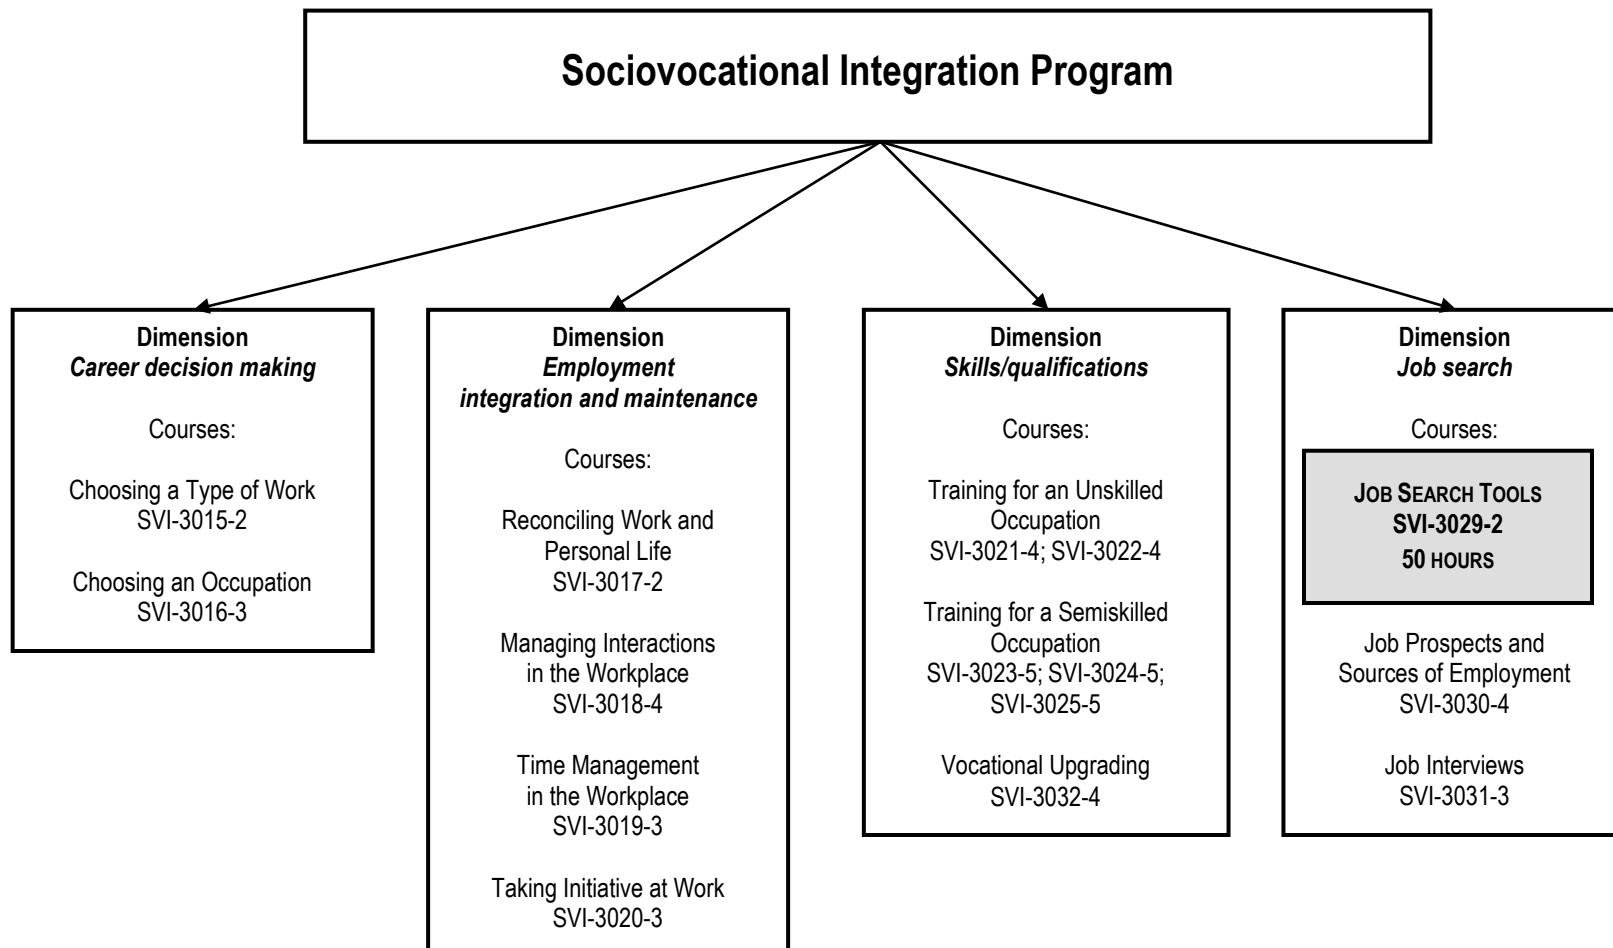 Sociovocational Integration Program
Dimension
Career decision making
Courses:
Choosing a Type of Work
SVI-3015-2
Choosing an Occupation
SVI-3016-3
Dimension
Employment
integration and maintenance
Courses:
Reconciling Work and
Personal Life
SVI-3017-2
Managing Interactions
in the Workplace
SVI-3018-4
Time Management
in the Workplace
SVI-3019-3
Taking Initiative at Work
SVI-3020-3
Dimension
Skills/qualifications
Courses:
Training for an Unskilled
Occupation
SVI-3021-4; SVI-3022-4
Training for a Semiskilled
Occupation
SVI-3023-5; SVI-3024-5;
SVI-3025-5
Vocational Upgrading
SVI-3032-4
Dimension
Job search
Courses:
JOB SEARCH TOOLS
SVI-3029-2
50 HOURS
Job Prospects and
Sources of Employment
SVI-3030-4
Job Interviews
SVI-3031-3